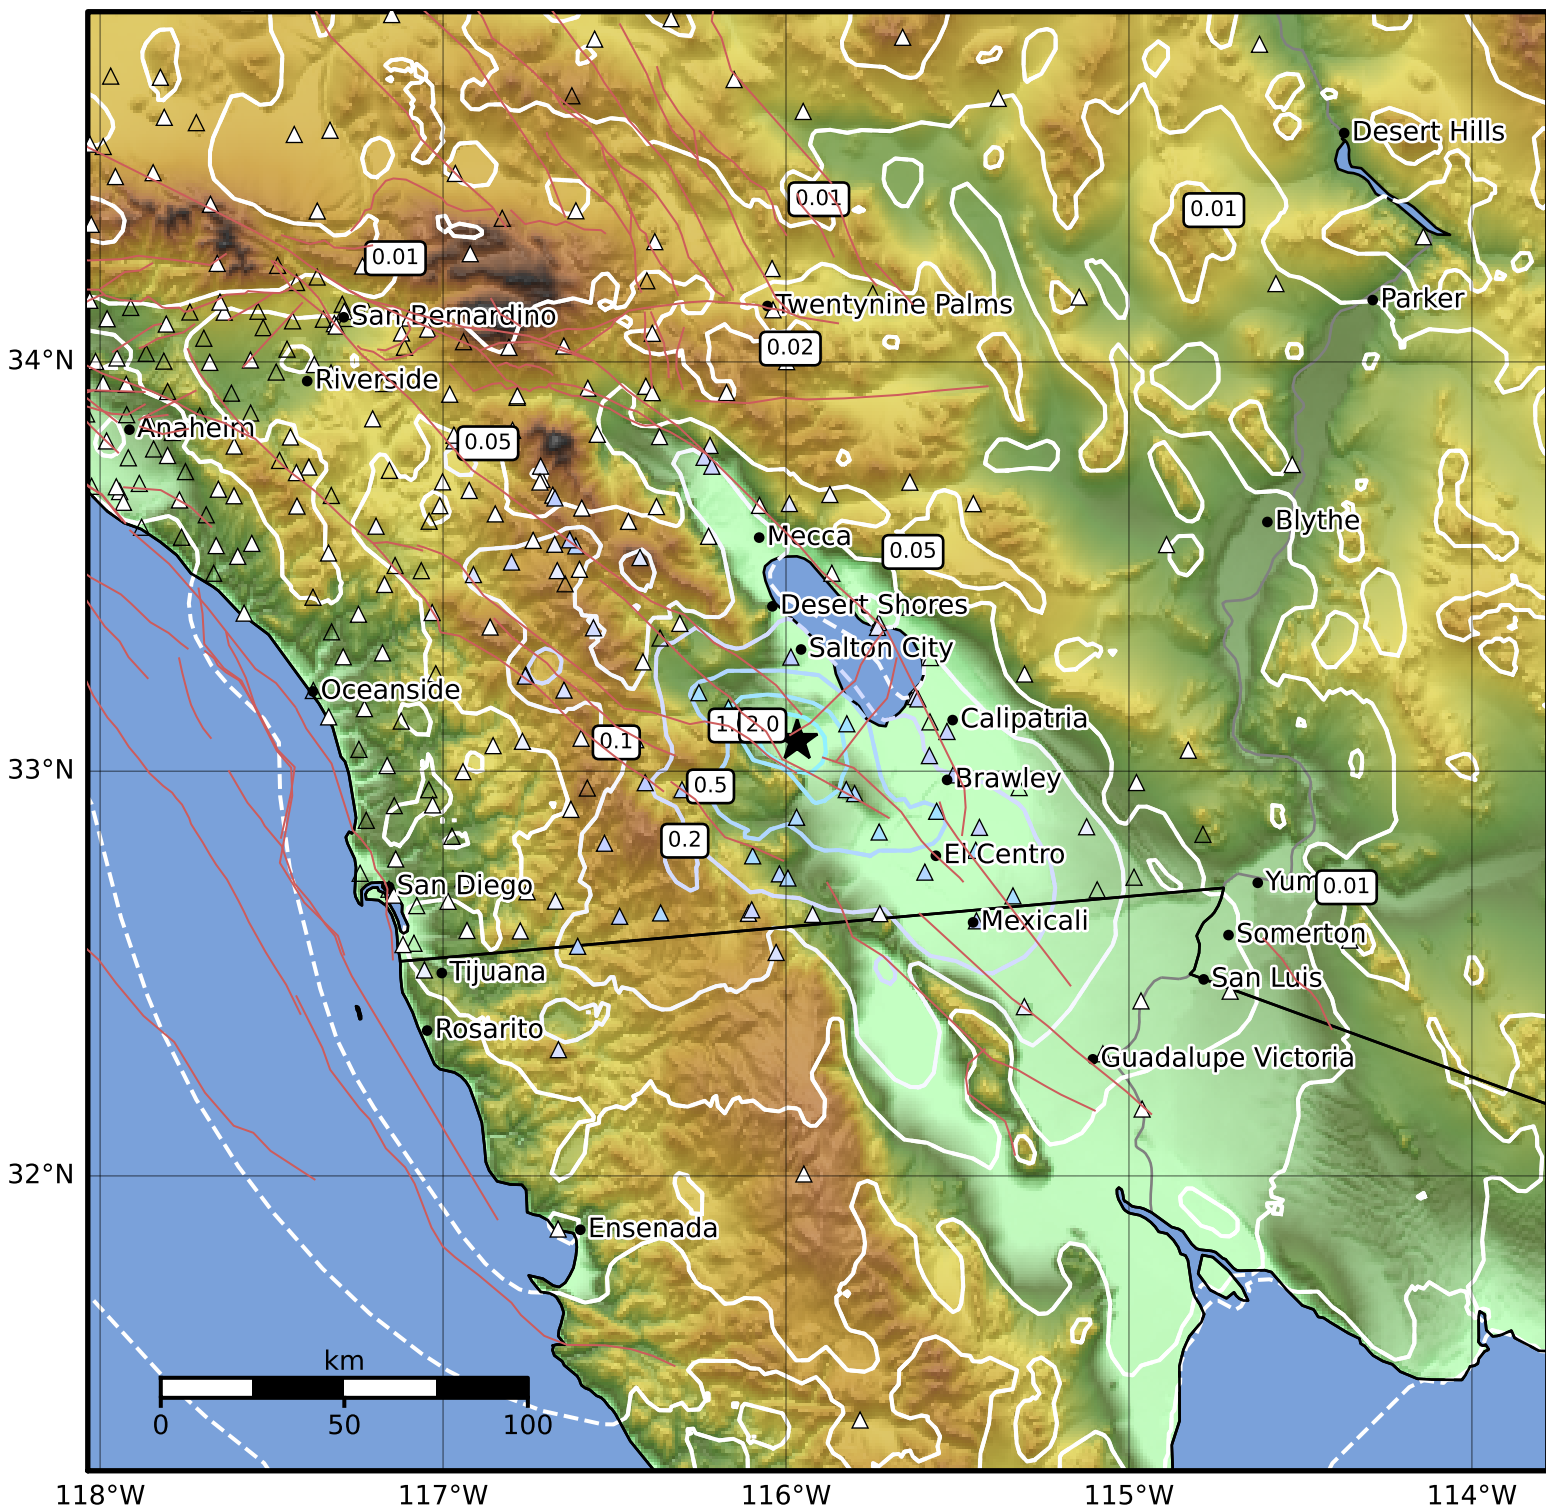 Desert Hills
0.01
0.01
0.01
Parker
Twentynine Palms
San Bernardino
0.02
34°N
Riverside
Anaheim
0.05
Blythe
Mecca
0.05
Desert Shores
Salton City
Oceanside
Calipatria
2.0
0.1
33°N
Brawley
0.5
0.2
El Centro
San Diego
0.01
Mexicali
Somerton
Tijuana
San Luis
Rosarito
Guadalupe Victoria
32°N
Ensenada
km
0 50 100
118°W 117°W 116°W 115°W 114°W